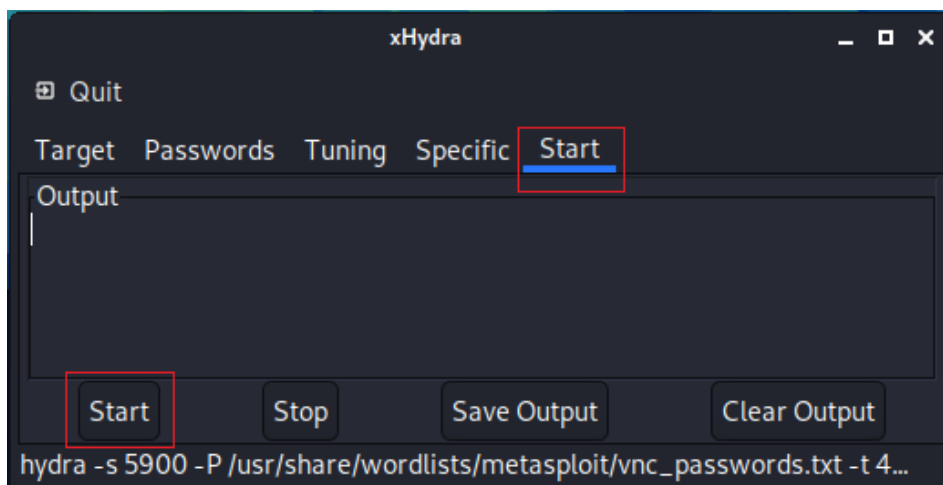 xHydra
Quit
Target Passwords Tuning Specific Start
Output
Start Stop Save Output Clear Output
hydra -s 5900 -P /usr/share/wordlists/metasploit/vnc_passwords.txt -t 4...